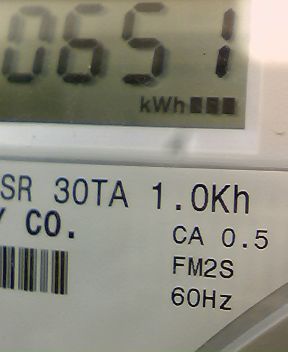 0651
kWh
SR 30TA 1.0Kh
Y CO.
CA 0.5
FM2S
60Hz